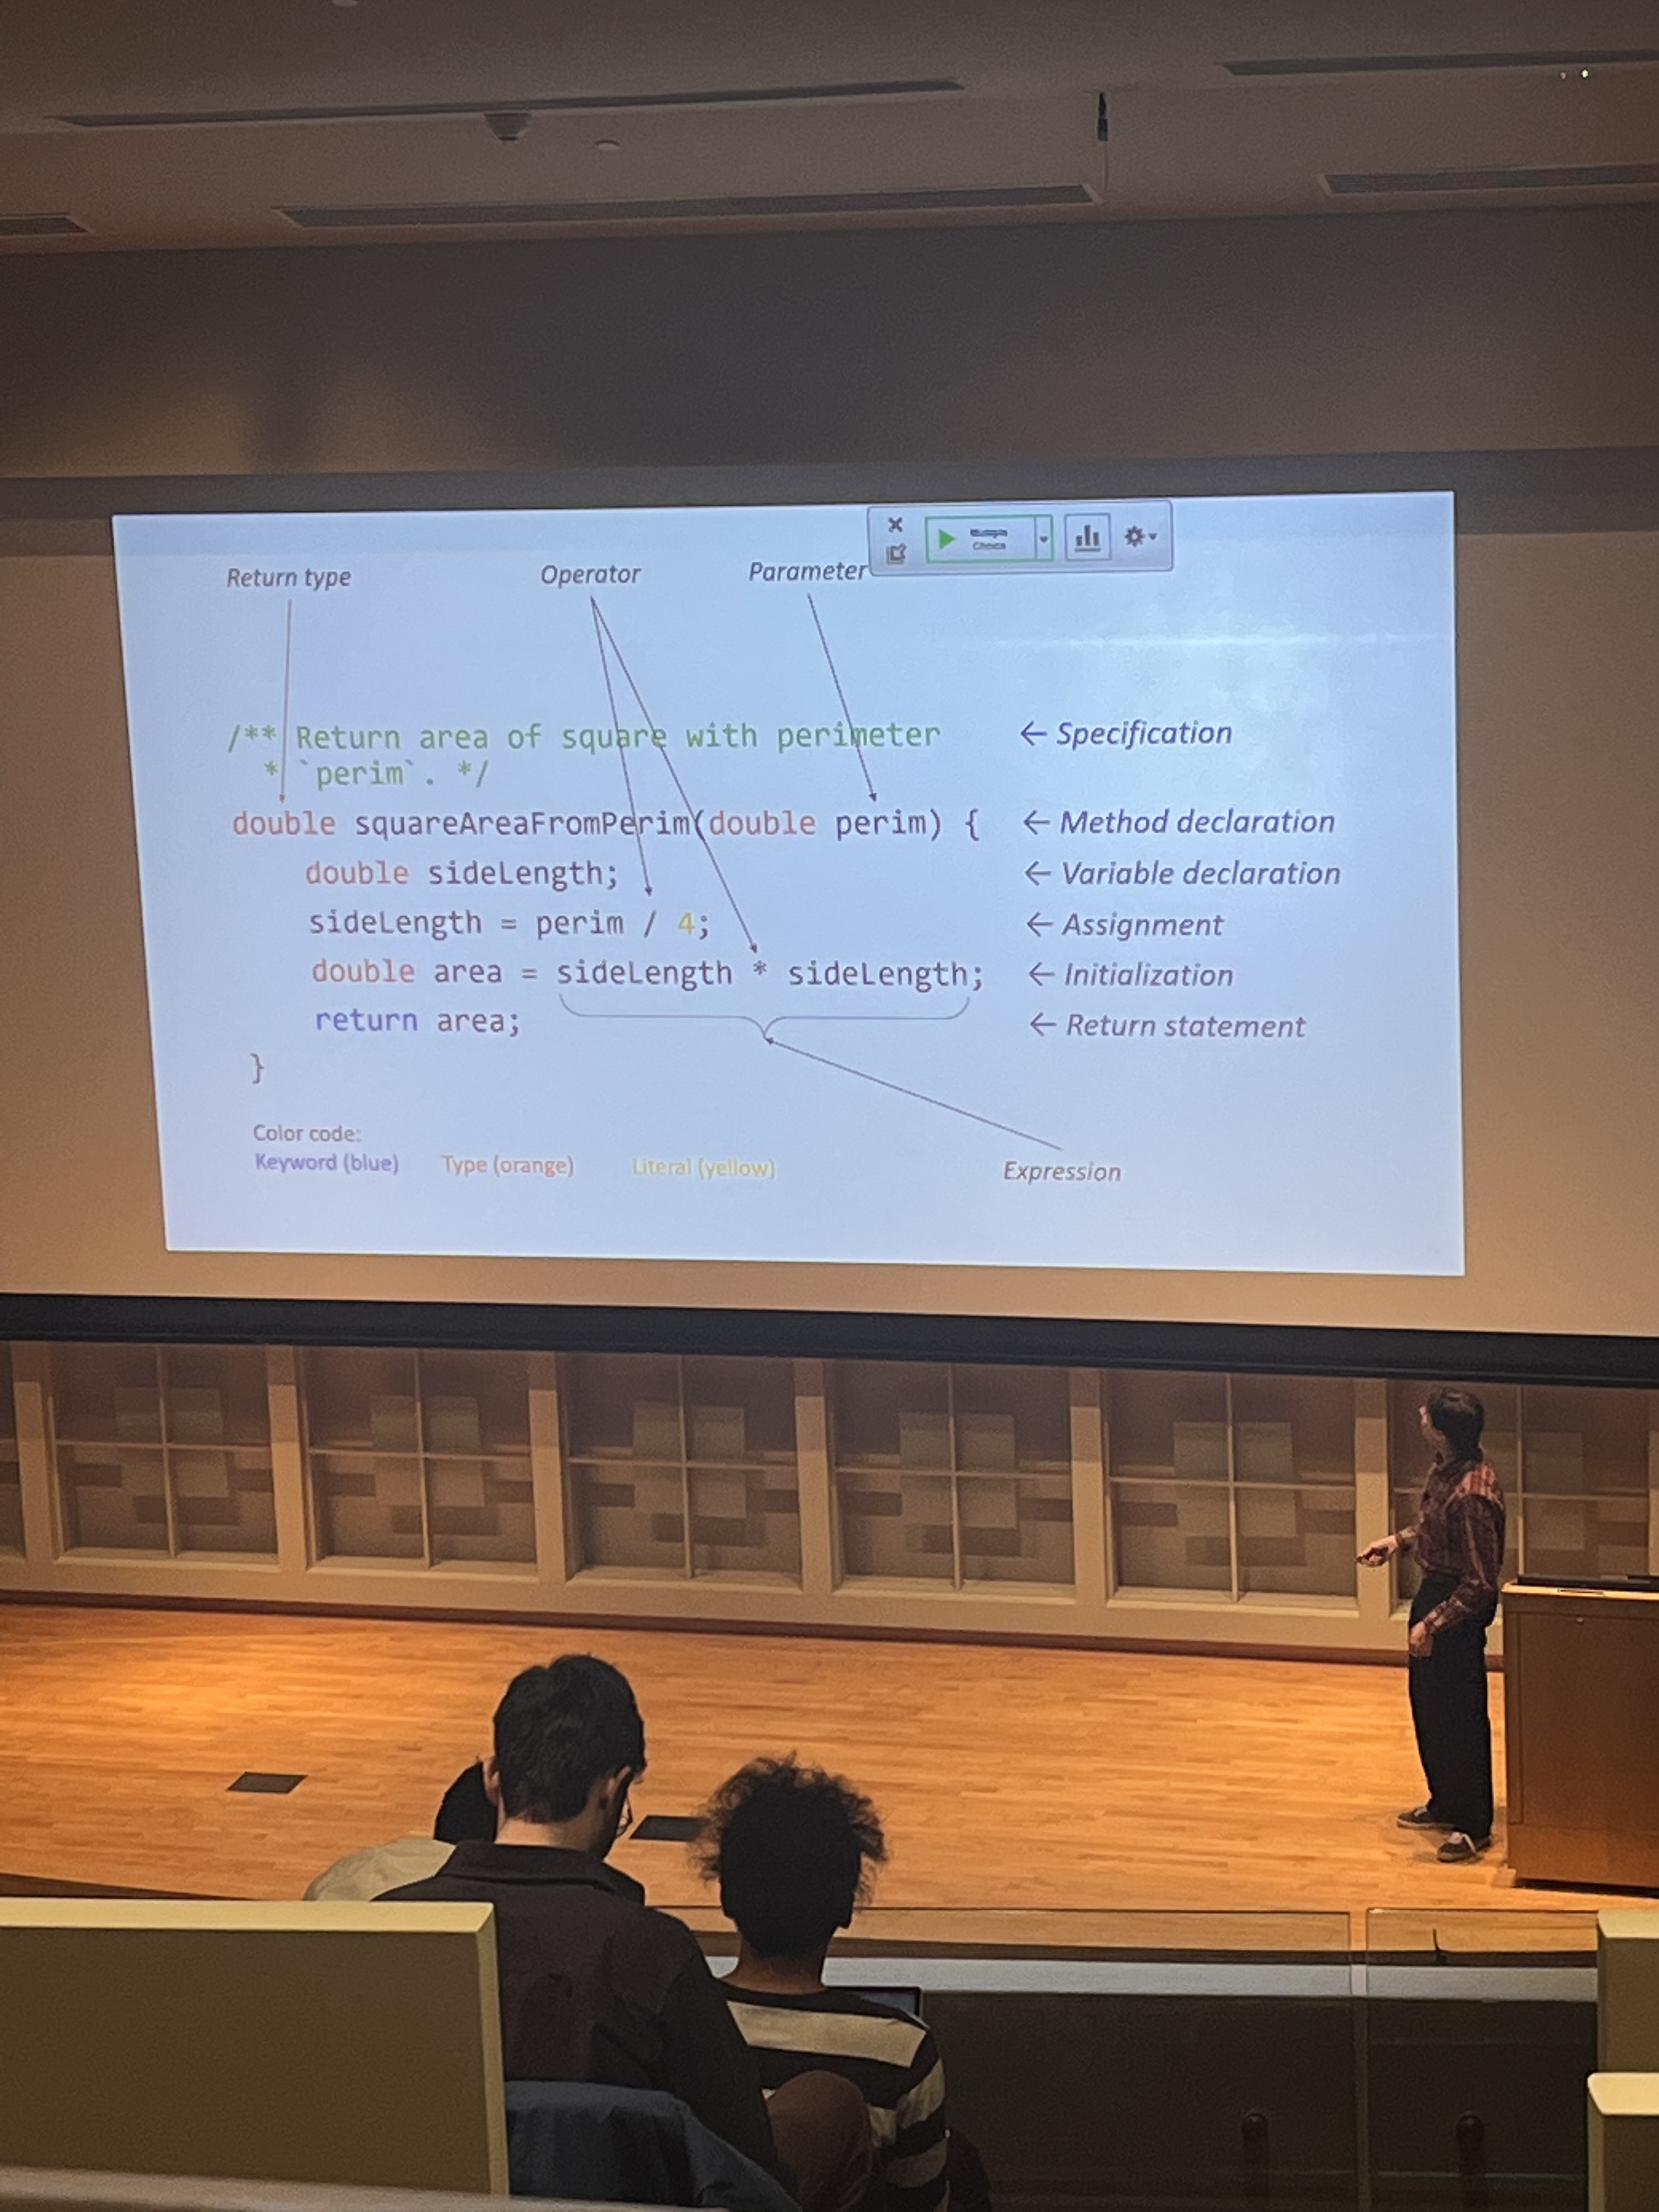 Choice
Return type
Operator
Parameter
/** Return area of square with perimeter ← Specification
* `perim`. */
double squareAreaFromPerim(double perim) { ← Method declaration
double sideLength; ← Variable declaration
sideLength = perim / 4; ← Assignment
double area = sideLength * sideLength; ← Initialization
return area; ← Return statement
}
Color code:
Keyword (blue) Type (orange) Literal (yellow)
Expression